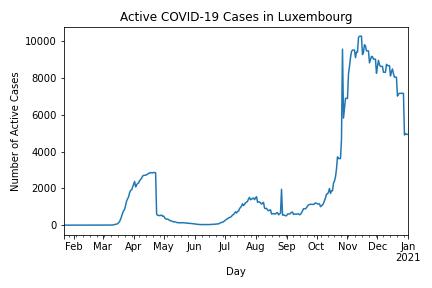 Active COVID-19 Cases in Luxembourg
Number of Active Cases
10000
8000
6000
4000
2000
0
Feb Mar Apr May Jun Jul Aug Sep Oct Nov Dec Jan
2021
Day